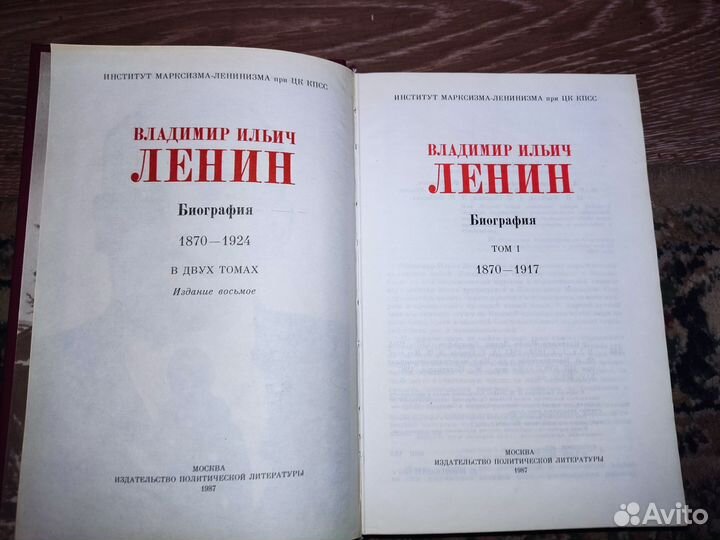 ИНСТИТУТ МАРКСИЗМА-ЛЕНИНИЗМА при ЦК КПСС
ВЛАДИМИР ИЛЬИЧ
ЛЕНИН
Биография
1870—1924
В ДВУХ ТОМАХ
Издание восьмое
МОСКВА
ИЗДАТЕЛЬСТВО ПОЛИТИЧЕСКОЙ ЛИТЕРАТУРЫ
1987
ИНСТИТУТ МАРКСИЗМА-ЛЕНИНИЗМА при ЦК КПСС
ВЛАДИМИР ИЛЬИЧ
ЛЕНИН
Биография
ТОМ 1
1870—1917
МОСКВА
ИЗДАТЕЛЬСТВО ПОЛИТИЧЕСКОЙ ЛИТЕРАТУРЫ
1987
Avito